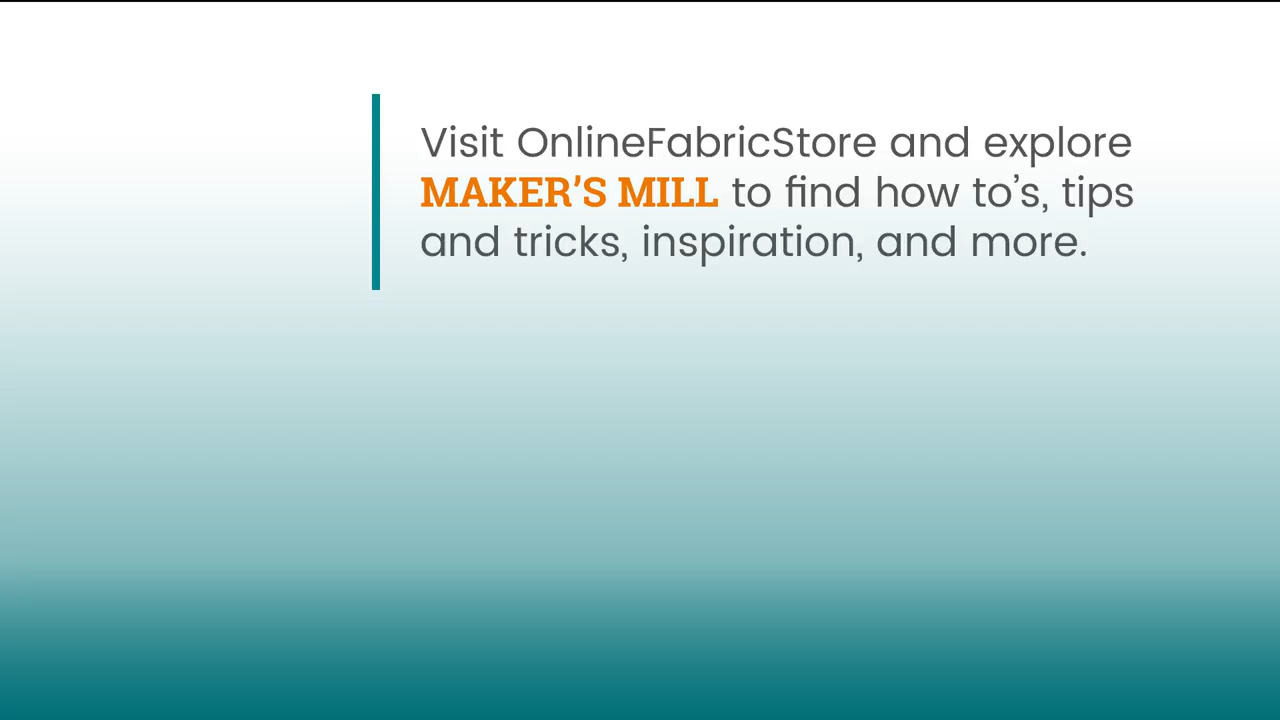 Visit OnlineFabricStore and explore
MAKER’S MILL to find how to’s, tips
and tricks, inspiration, and more.